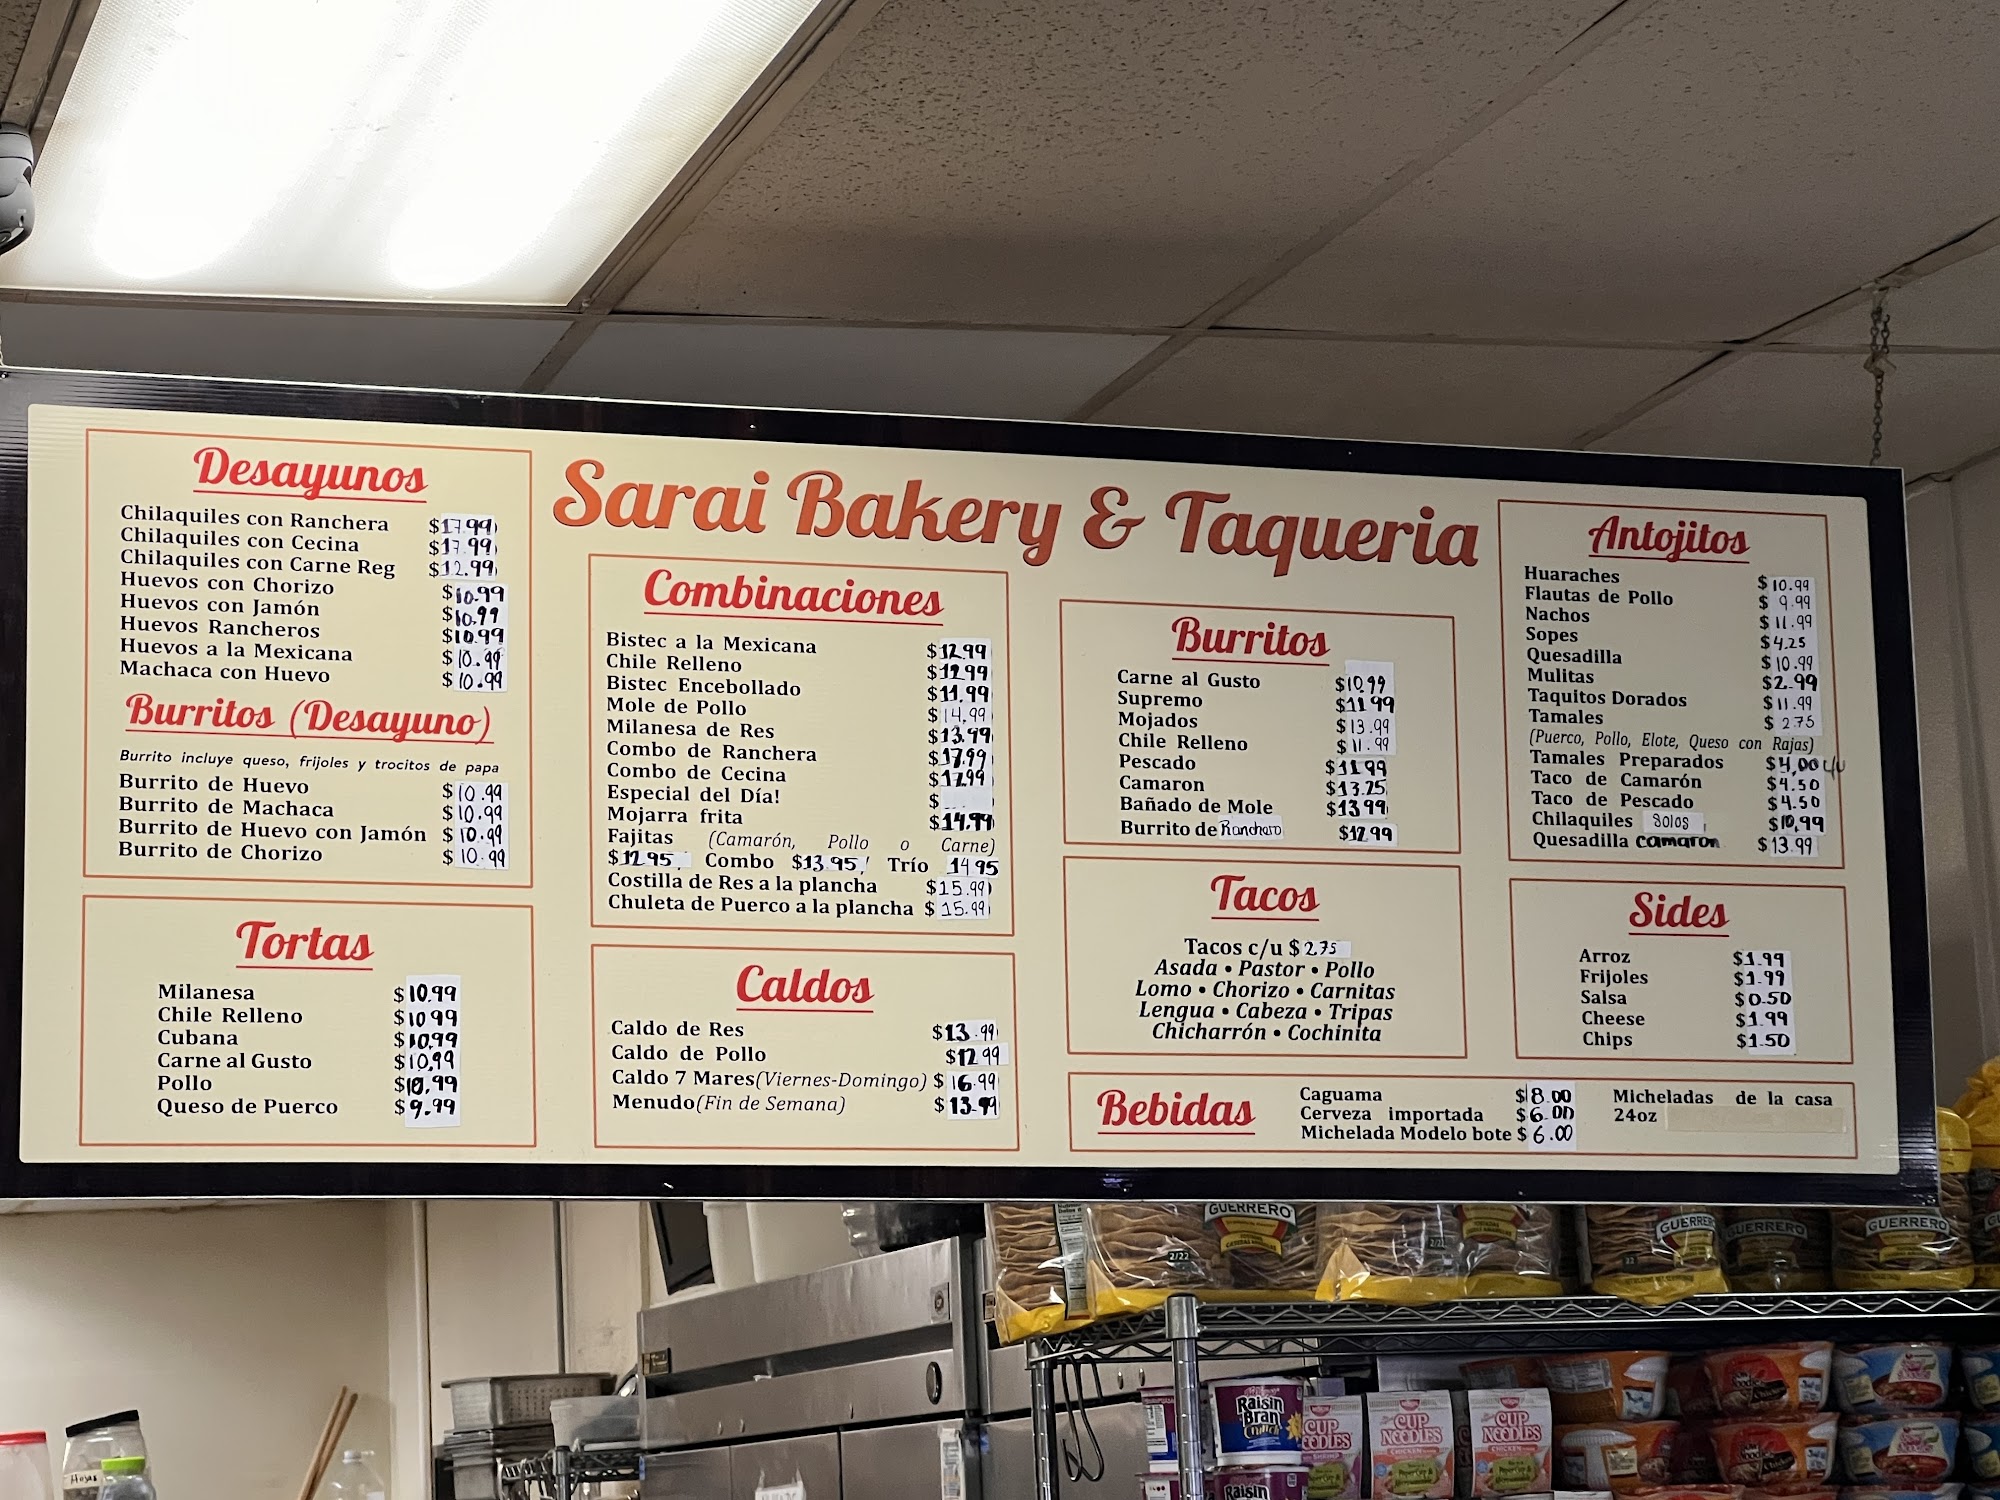 Sarai Bakery & Taqueria
Desayunos
Chilaquiles con Ranchera $17.99
Chilaquiles con Cecina $17.99
Chilaquiles con Carne Reg $12.99
Huevos con Chorizo $10.99
Huevos con Jamón $10.99
Huevos Rancheros $10.99
Huevos a la Mexicana $10.99
Machaca con Huevo $10.99
Burritos (Desayuno)
Burrito incluye queso, frijoles y trocitos de papa
Burrito de Huevo $10.99
Burrito de Machaca $10.99
Burrito de Huevo con Jamón $10.99
Burrito de Chorizo $10.99
Tortas
Milanesa $10.99
Chile Relleno $10.99
Cubana $10.99
Carne al Gusto $10.99
Pollo $10.99
Queso de Puerco $9.99
Combinaciones
Bistec a la Mexicana $12.99
Chile Relleno $12.99
Bistec Encebollado $11.99
Mole de Pollo $14.99
Milanesa de Res $13.99
Combo de Ranchera $17.99
Combo de Cecina $17.99
Especial del Día! $
Mojarra frita $14.99
Fajitas (Camarón, Pollo o Carne)
$12.95, Combo $13.95, Trío 14.95
Costilla de Res a la plancha $15.99
Chuleta de Puerco a la plancha $15.99
Caldos
Caldo de Res $13.99
Caldo de Pollo $12.99
Caldo 7 Mares(Viernes-Domingo) $16.99
Menudo(Fin de Semana) $13.99
Burritos
Carne al Gusto $10.99
Supremo $11.99
Mojados $13.99
Chile Relleno $11.99
Pescado $11.99
Camaron $13.25
Bañado de Mole $13.99
Burrito de Ranchero $12.99
Tacos
Tacos c/u $2.75
Asada • Pastor • Pollo
Lomo • Chorizo • Carnitas
Lengua • Cabeza • Tripas
Chicharrón • Cochinita
Antojitos
Huaraches $10.99
Flautas de Pollo $9.99
Nachos $11.99
Sopes $4.25
Quesadilla $10.99
Mulitas $2.99
Taquitos Dorados $11.99
Tamales $2.75
(Puerco, Pollo, Elote, Queso con Rajas)
Tamales Preparados $4.00 c/u
Taco de Camarón $4.50
Taco de Pescado $4.50
Chilaquiles solos $10.99
Quesadilla camaron $13.99
Sides
Arroz $1.99
Frijoles $1.99
Salsa $0.50
Cheese $1.99
Chips $1.50
Bebidas
Caguama $8.00
Cerveza importada $6.00
Michelada Modelo bote $6.00
Micheladas de la casa
24oz
GUERRERO
GUERRERO
GUERRERO
GUERRERO
2/22
2/21
22
Raisin
Bran
Crunch
CUP
NOODLES
CUP
NOODLES
CHICKEN
CUP
NOODLES
CHICKEN
Raisin
Hojas